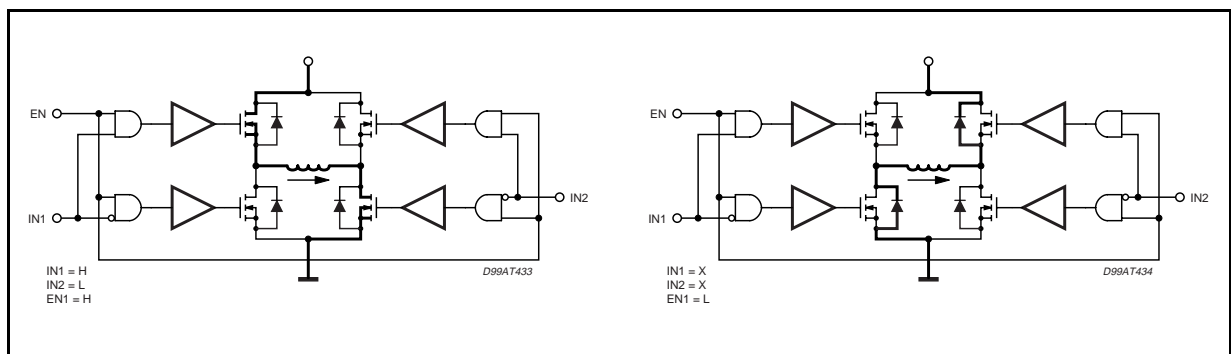 EN
IN1
IN2
IN1 = H
IN2 = L
EN1 = H
D99AT433
EN
IN1
IN2
IN1 = X
IN2 = X
EN1 = L
D99AT434